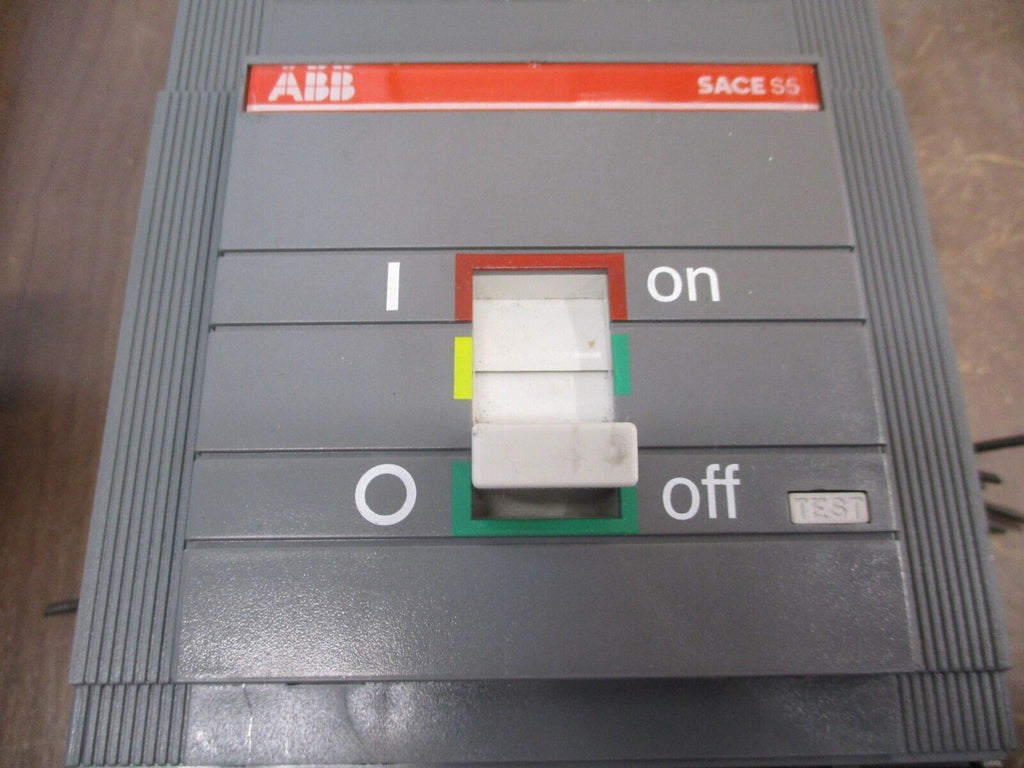 ABB SACE S5
I on
O off TEST